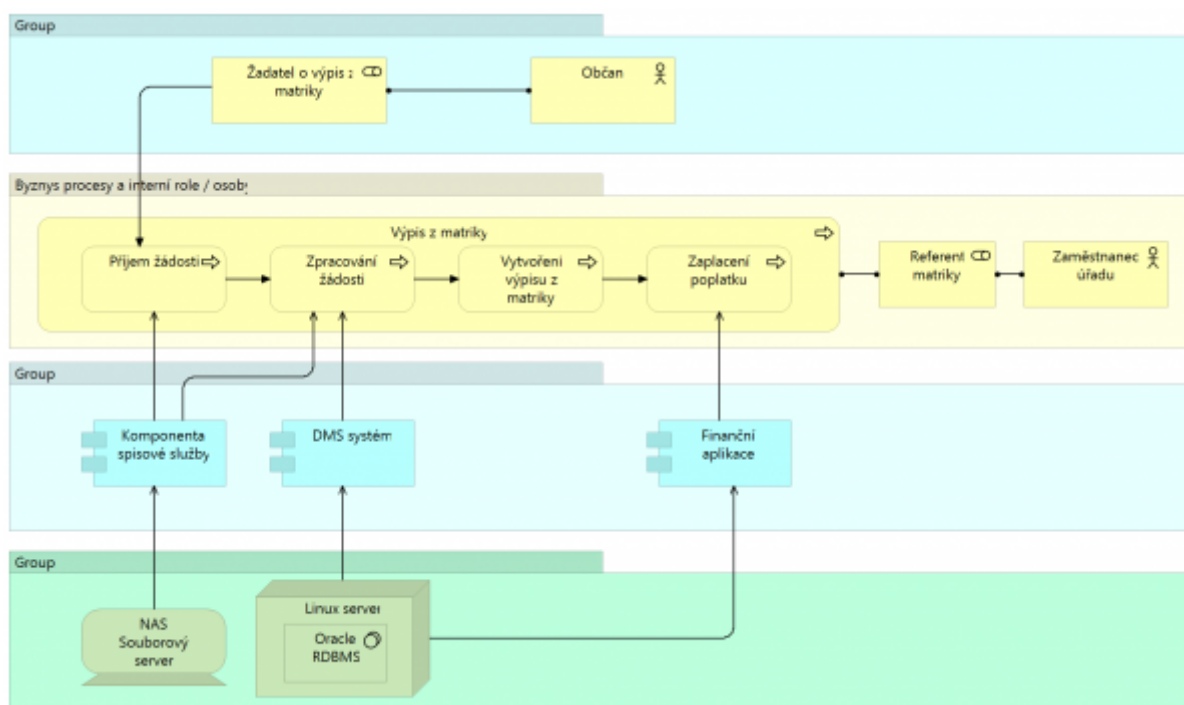 Group
Žadatel o výpis z
matriky
Občan
Byznys procesy a interní role / osoby
Výpis z matriky
Příjem žádosti
Zpracování
žádosti
Vytvoření
výpisu z
matriky
Zaplacení
poplatku
Referent
matriky
Zaměstnanec
úřadu
Group
Komponenta
spisové služby
DMS systém
Finanční
aplikace
Group
NAS
Souborový
server
Linux server
Oracle
RDBMS